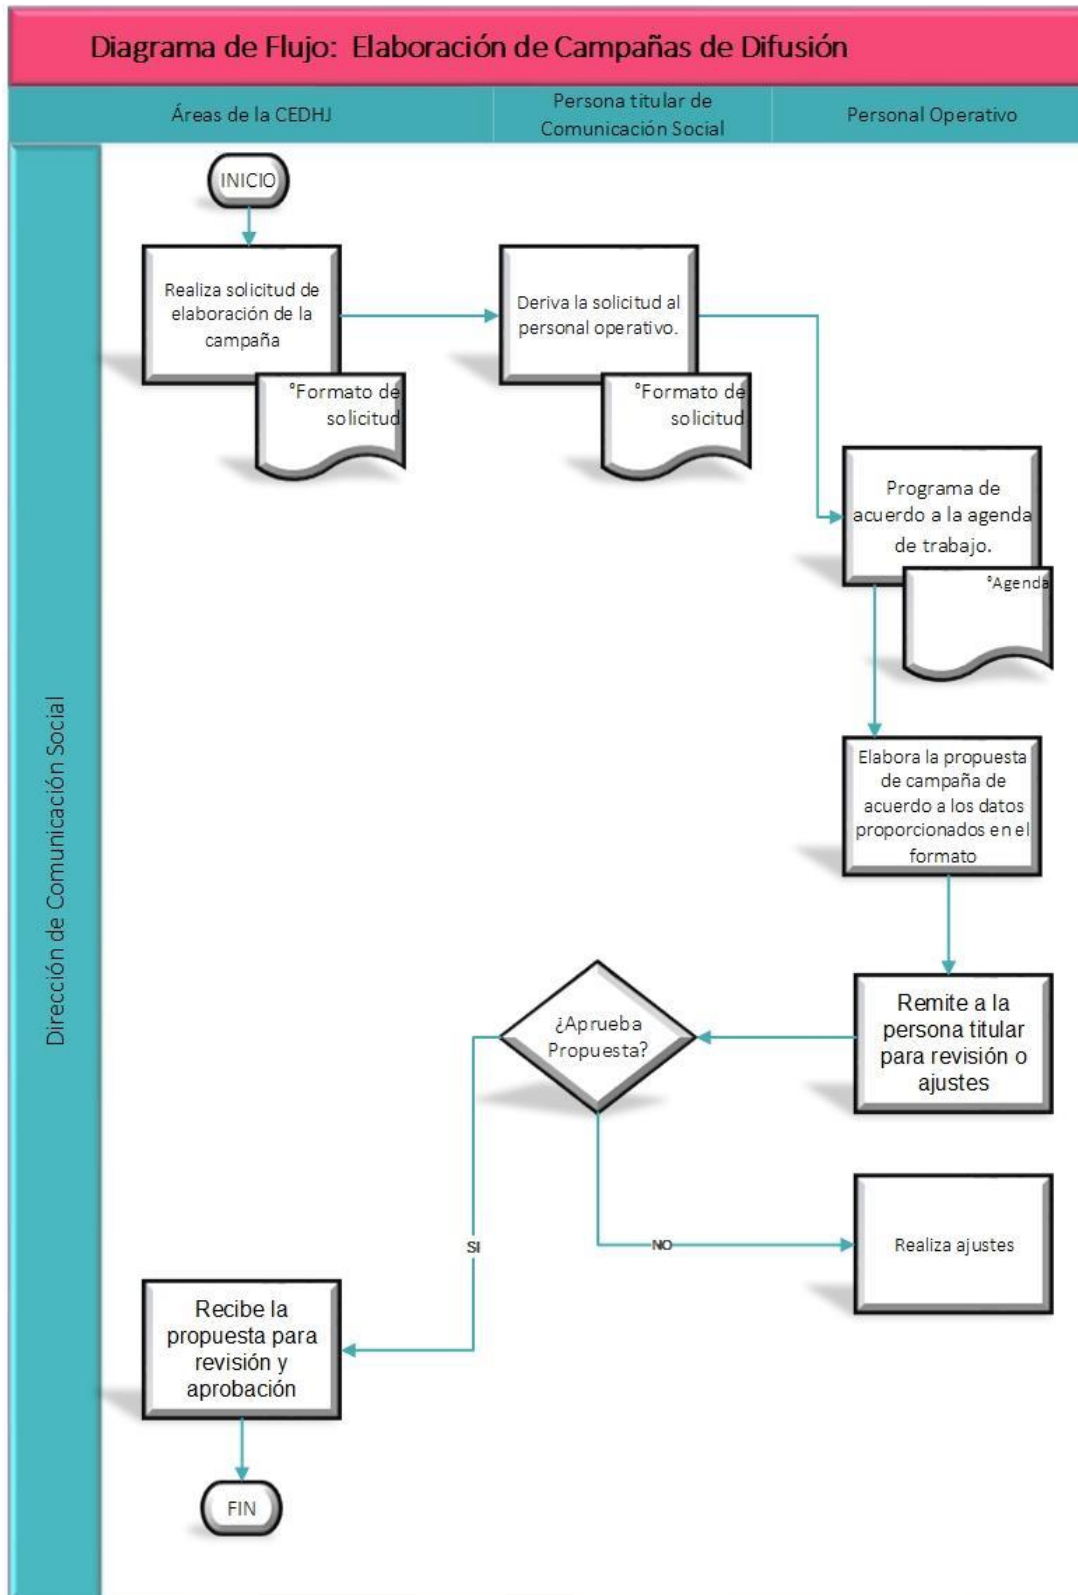 Diagrama de Flujo: Elaboración de Campañas de Difusión
Áreas de la CEDHJ
Persona titular de
Comunicación Social
Personal Operativo
Dirección de Comunicación Social
INICIO
Realiza solicitud de
elaboración de la
campaña
°Formato de
solicitud
Deriva la solicitud al
personal operativo.
°Formato de
solicitud
Programa de
acuerdo a la agenda
de trabajo.
°Agenda
Elabora la propuesta
de campaña de
acuerdo a los datos
proporcionados en el
formato
Remite a la
persona titular
para revisión o
ajustes
¿Aprueba
Propuesta?
SI
NO
Realiza ajustes
Recibe la
propuesta para
revisión y
aprobación
FIN